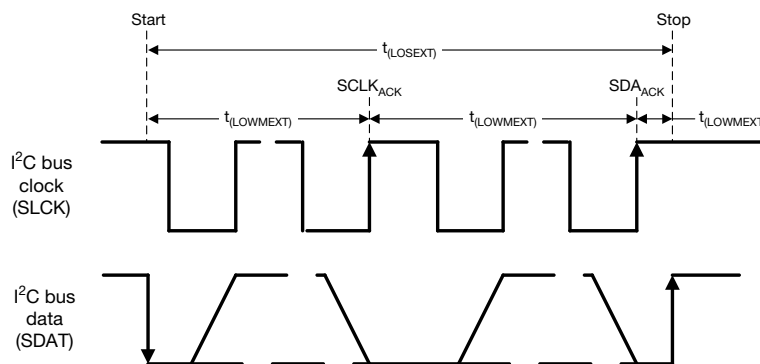 Start
Stop
t(LOSEXT)
SCLKACK
SDAACK
t(LOWMEXT)
t(LOWMEXT)
t(LOWMEXT)
I²C bus
clock
(SLCK)
I²C bus
data
(SDAT)